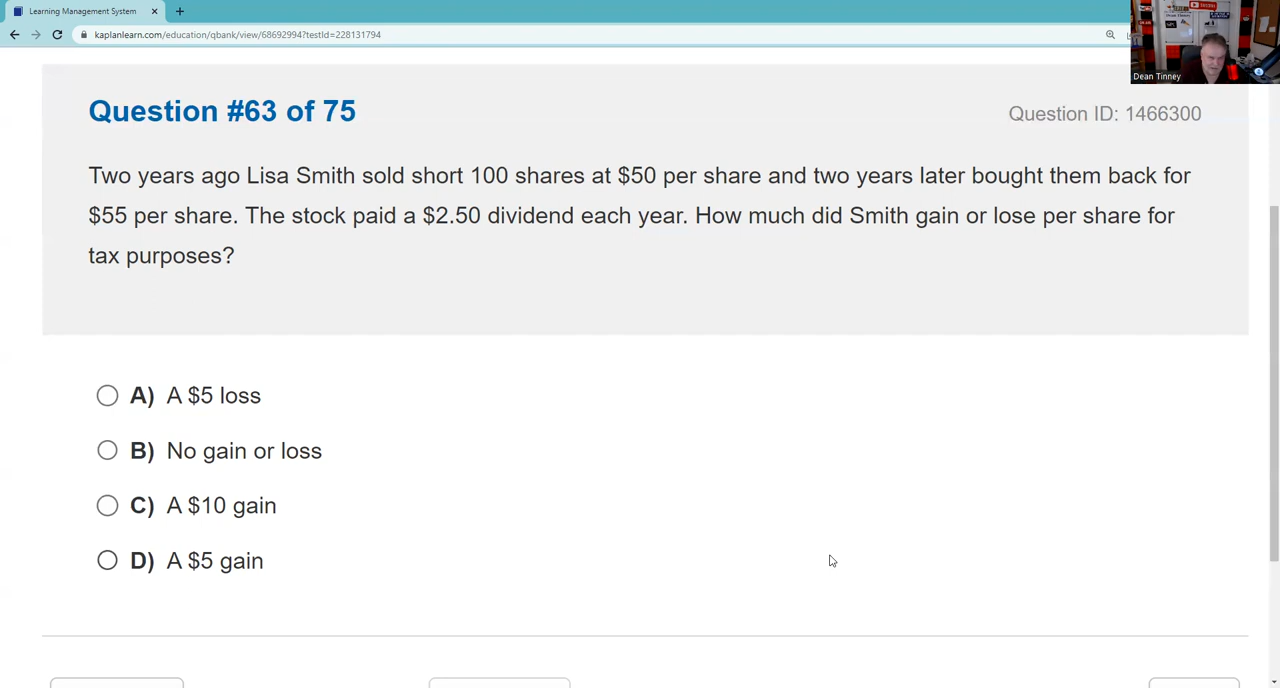 Learning Management System
kaplanlearn.com/education/qbank/view/68692994?testId=228131794
Dean Tinney
Question #63 of 75
Question ID: 1466300
Two years ago Lisa Smith sold short 100 shares at $50 per share and two years later bought them back for
$55 per share. The stock paid a $2.50 dividend each year. How much did Smith gain or lose per share for
tax purposes?
A) A $5 loss
B) No gain or loss
C) A $10 gain
D) A $5 gain